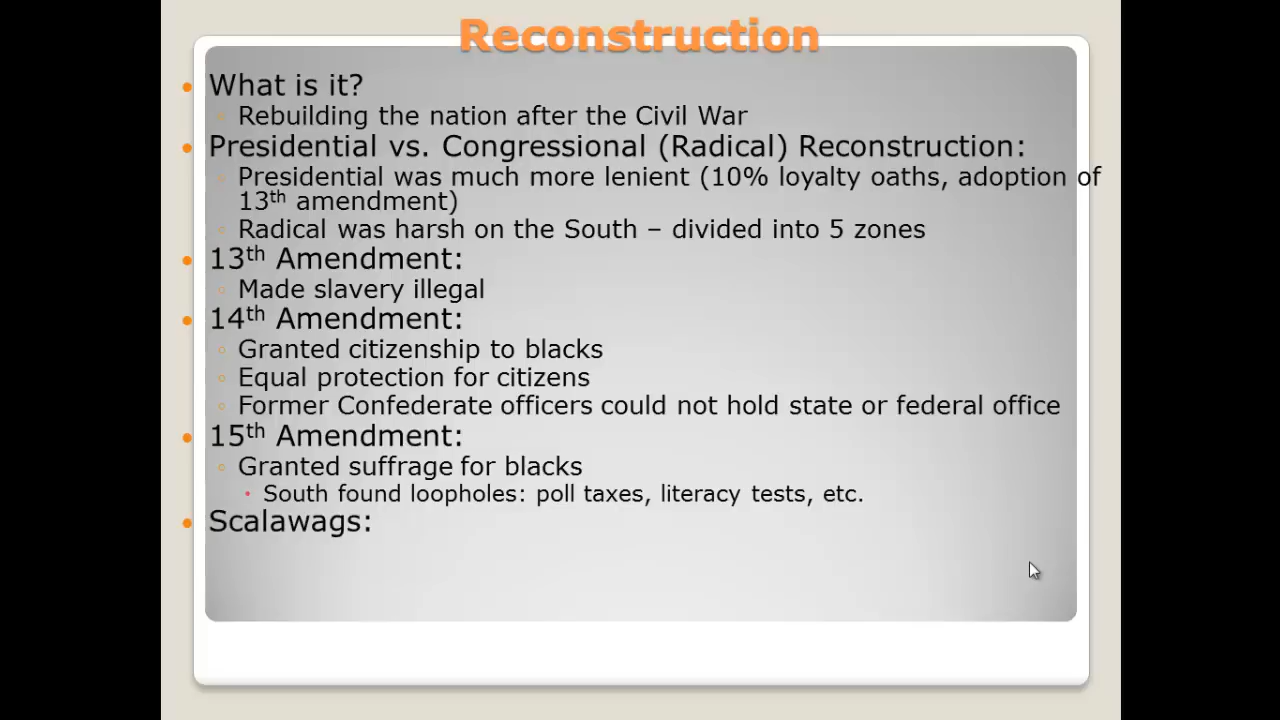 Reconstruction
What is it?
Rebuilding the nation after the Civil War
Presidential vs. Congressional (Radical) Reconstruction:
Presidential was much more lenient (10% loyalty oaths, adoption of
13th amendment)
Radical was harsh on the South – divided into 5 zones
13th Amendment:
Made slavery illegal
14th Amendment:
Granted citizenship to blacks
Equal protection for citizens
Former Confederate officers could not hold state or federal office
15th Amendment:
Granted suffrage for blacks
South found loopholes: poll taxes, literacy tests, etc.
Scalawags: